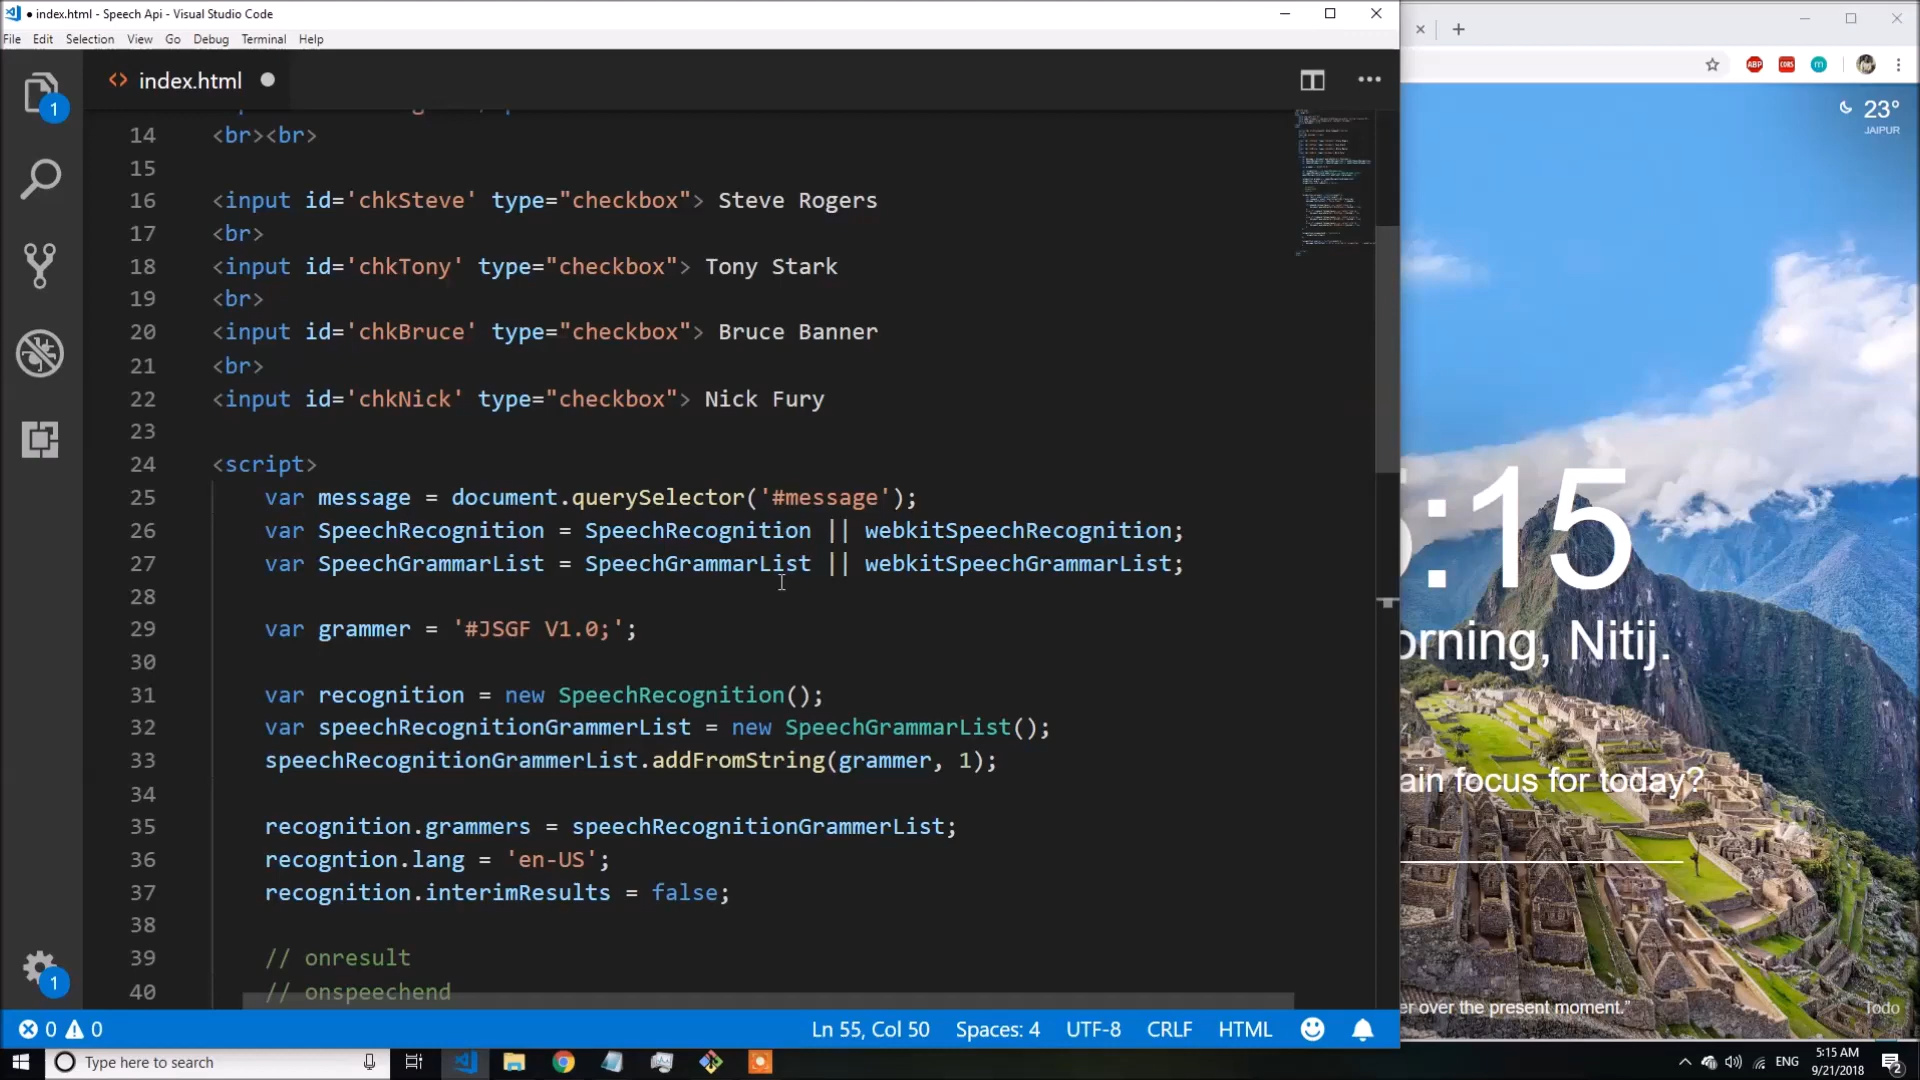 index.html - Speech Api - Visual Studio Code
File Edit Selection View Go Debug Terminal Help
1
<> index.html
14 <br><br>
15
16 <input id='chkSteve' type="checkbox"> Steve Rogers
17 <br>
18 <input id='chkTony' type="checkbox"> Tony Stark
19 <br>
20 <input id='chkBruce' type="checkbox"> Bruce Banner
21 <br>
22 <input id='chkNick' type="checkbox"> Nick Fury
23
24 <script>
25 var message = document.querySelector('#message');
26 var SpeechRecognition = SpeechRecognition || webkitSpeechRecognition;
27 var SpeechGrammarList = SpeechGrammarList || webkitSpeechGrammarList;
28
29 var grammer = '#JSGF V1.0;';
30
31 var recognition = new SpeechRecognition();
32 var speechRecognitionGrammerList = new SpeechGrammarList();
33 speechRecognitionGrammerList.addFromString(grammer, 1);
34
35 recognition.grammers = speechRecognitionGrammerList;
36 recogntion.lang = 'en-US';
37 recognition.interimResults = false;
38
39 // onresult
40 // onspeechend
1
0 0
Ln 55, Col 50 Spaces: 4 UTF-8 CRLF HTML
ABP CORS m
23°
JAIPUR
5:15
orning, Nitij.
ain focus for today?
er over the present moment.”
Todo
Type here to search
ENG
5:15 AM
9/21/2018
2